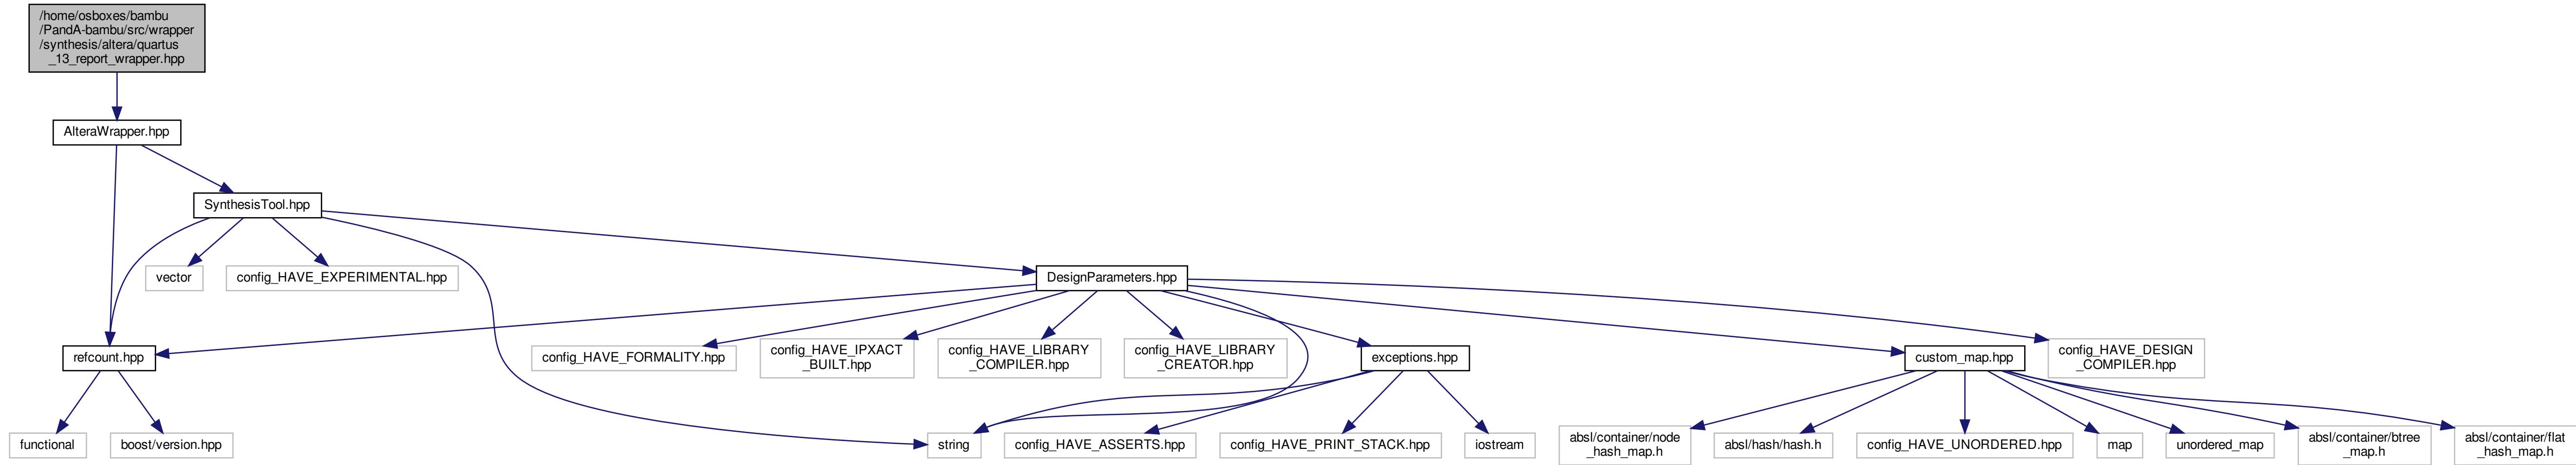 /home/osboxes/bambu
/PandA-bambu/src/wrapper
/synthesis/altera/quartus
_13_report_wrapper.hpp
AlteraWrapper.hpp
SynthesisTool.hpp
vector
config_HAVE_EXPERIMENTAL.hpp
DesignParameters.hpp
refcount.hpp
config_HAVE_FORMALITY.hpp
config_HAVE_IPXACT
_BUILT.hpp
config_HAVE_LIBRARY
_COMPILER.hpp
config_HAVE_LIBRARY
_CREATOR.hpp
exceptions.hpp
custom_map.hpp
config_HAVE_DESIGN
_COMPILER.hpp
functional
boost/version.hpp
string
config_HAVE_ASSERTS.hpp
config_HAVE_PRINT_STACK.hpp
iostream
absl/container/node
_hash_map.h
absl/hash/hash.h
config_HAVE_UNORDERED.hpp
map
unordered_map
absl/container/btree
_map.h
absl/container/flat
_hash_map.h